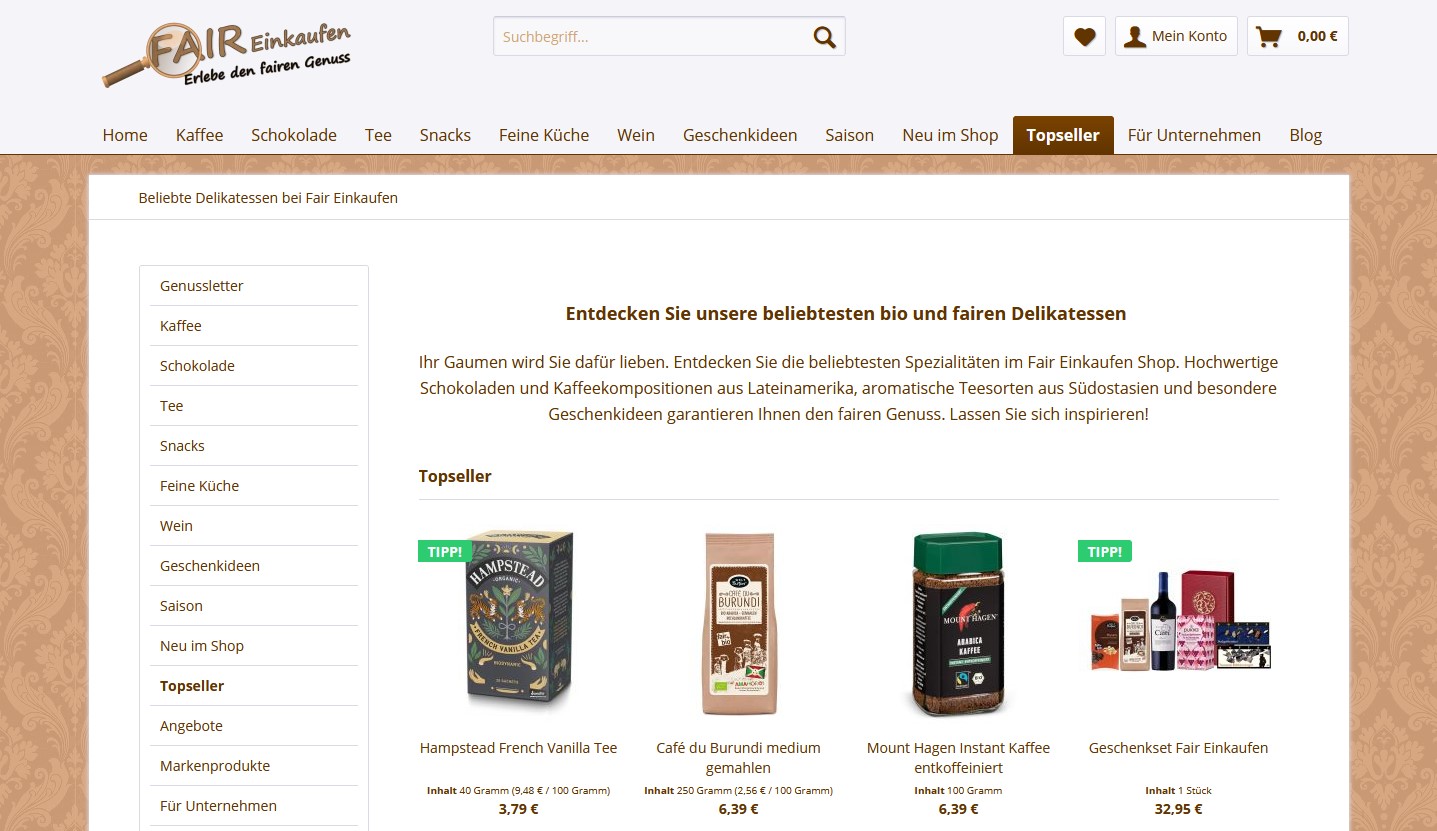 FAIR Einkaufen
Erlebe den fairen Genuss
Suchbegriff...
Mein Konto
0,00 €
Home
Kaffee
Schokolade
Tee
Snacks
Feine Küche
Wein
Geschenkideen
Saison
Neu im Shop
Topseller
Für Unternehmen
Blog
Beliebte Delikatessen bei Fair Einkaufen
Genussletter
Kaffee
Schokolade
Tee
Snacks
Feine Küche
Wein
Geschenkideen
Saison
Neu im Shop
Topseller
Angebote
Markenprodukte
Für Unternehmen
Entdecken Sie unsere beliebtesten bio und fairen Delikatessen
Ihr Gaumen wird Sie dafür lieben. Entdecken Sie die beliebtesten Spezialitäten im Fair Einkaufen Shop. Hochwertige
Schokoladen und Kaffeekompositionen aus Lateinamerika, aromatische Teesorten aus Südostasien und besondere
Geschenkideen garantieren Ihnen den fairen Genuss. Lassen Sie sich inspirieren!
Topseller
TIPP!
HAMPSTEAD
ORGANIC
FRENCH VANILLA TEA
BIODYNAMIC
20 SACHETS
Hampstead French Vanilla Tee
Inhalt 40 Gramm (9,48 € / 100 Gramm)
3,79 €
CAFÉ DU
BURUNDI
fair
bio
Café du Burundi medium
gemahlen
Inhalt 250 Gramm (2,56 € / 100 Gramm)
6,39 €
MOUNT HAGEN
ARABICA
KAFFEE
BIO
Mount Hagen Instant Kaffee
entkoffeiniert
Inhalt 100 Gramm
6,39 €
TIPP!
BURUNDI
Geschenkset Fair Einkaufen
Inhalt 1 Stück
32,95 €